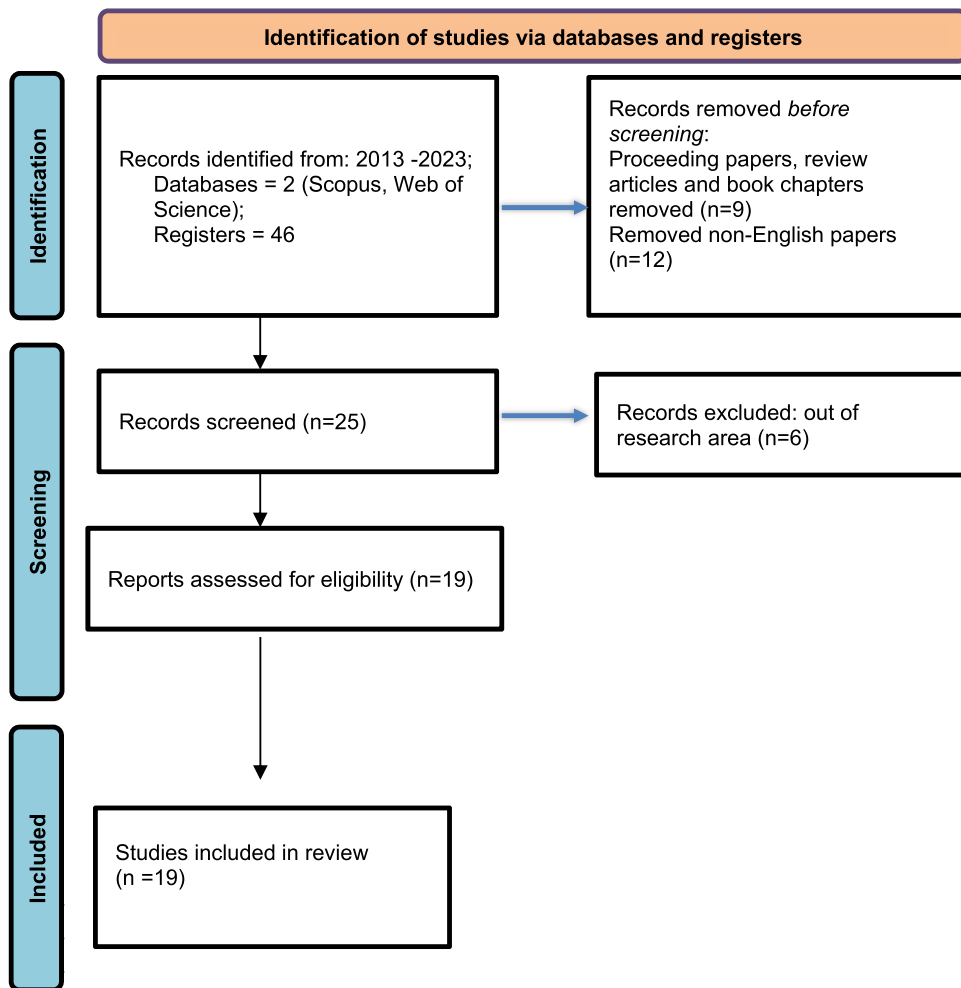 Identification of studies via databases and registers
Identification
Records identified from: 2013 -2023;
Databases = 2 (Scopus, Web of
Science);
Registers = 46
Records removed before
screening:
Proceeding papers, review
articles and book chapters
removed (n=9)
Removed non-English papers
(n=12)
Screening
Records screened (n=25)
Records excluded: out of
research area (n=6)
Reports assessed for eligibility (n=19)
Included
Studies included in review
(n =19)